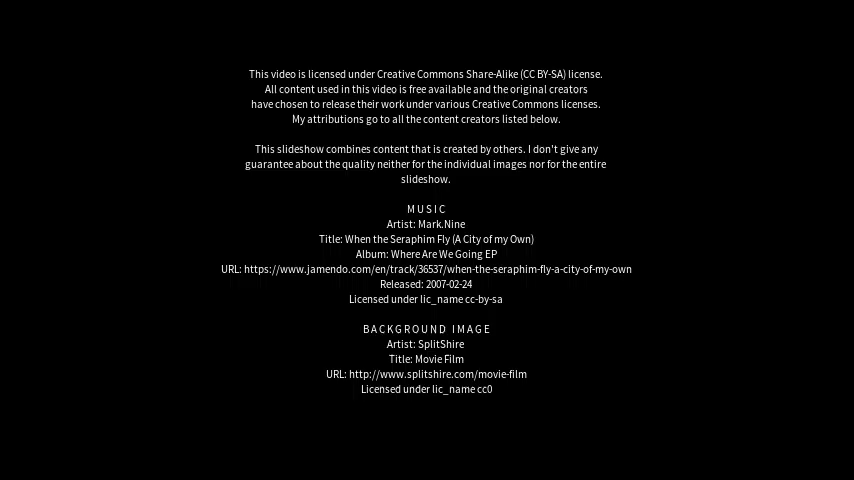 This video is licensed under Creative Commons Share-Alike (CC BY-SA) license.
All content used in this video is free available and the original creators
have chosen to release their work under various Creative Commons licenses.
My attributions go to all the content creators listed below.
This slideshow combines content that is created by others. I don't give any
guarantee about the quality neither for the individual images nor for the entire
slideshow.
MUSIC
Artist: Mark.Nine
Title: When the Seraphim Fly (A City of my Own)
Album: Where Are We Going EP
URL: https://www.jamendo.com/en/track/36537/when-the-seraphim-fly-a-city-of-my-own
Released: 2007-02-24
Licensed under lic_name cc-by-sa
BACKGROUND IMAGE
Artist: SplitShire
Title: Movie Film
URL: http://www.splitshire.com/movie-film
Licensed under lic_name cc0